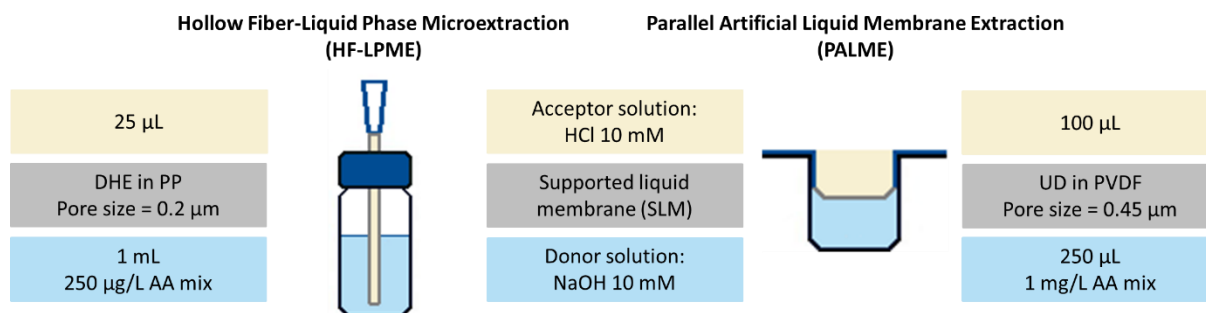 Hollow Fiber-Liquid Phase Microextraction
(HF-LPME)
Parallel Artificial Liquid Membrane Extraction
(PALME)
25 µL
Acceptor solution:
HCl 10 mM
100 µL
DHE in PP
Pore size = 0.2 µm
Supported liquid
membrane (SLM)
UD in PVDF
Pore size = 0.45 µm
1 mL
250 µg/L AA mix
Donor solution:
NaOH 10 mM
250 µL
1 mg/L AA mix